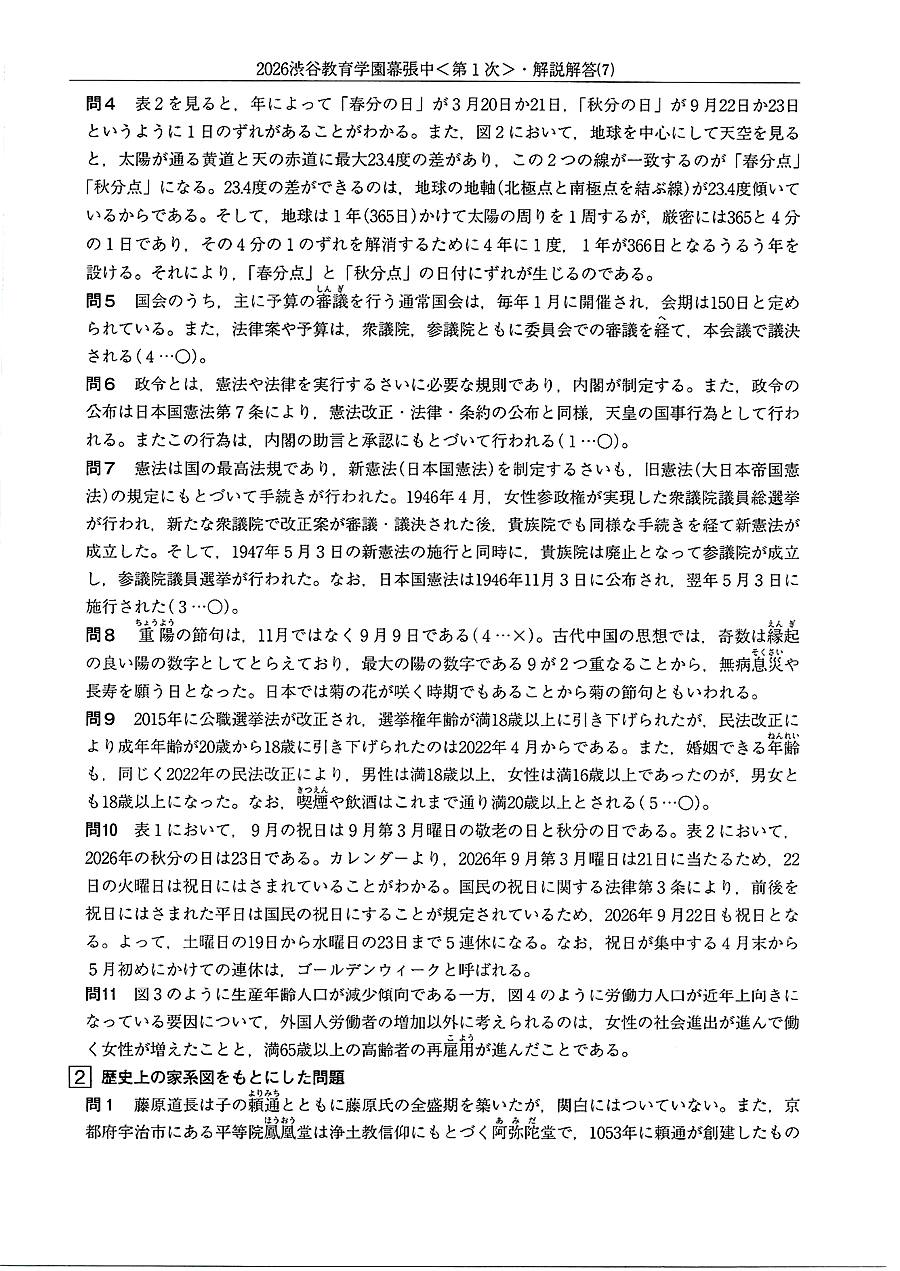 2026渋谷教育学園幕張中＜第１次＞・解説解答(7)
問4　表２を見ると，年によって「春分の日」が３月20日か21日，「秋分の日」が９月22日か23日
というように１日のずれがあることがわかる。また，図２において，地球を中心にして天空を見る
と，太陽が通る黄道と天の赤道に最大23.4度の差があり，この２つの線が一致するのが「春分点」
「秋分点」になる。23.4度の差ができるのは，地球の地軸(北極点と南極点を結ぶ線)が23.4度傾いて
いるからである。そして，地球は１年(365日)かけて太陽の周りを１周するが，厳密には365と４分
の１日であり，その４分の１のずれを解消するために４年に１度，１年が366日となるうるう年を
設ける。それにより，「春分点」と「秋分点」の日付にずれが生じるのである。
しん ぎ
問5　国会のうち，主に予算の審議を行う通常国会は，毎年１月に開催され，会期は150日と定め
へ
られている。また，法律案や予算は，衆議院，参議院ともに委員会での審議を経て，本会議で議決
される(４…〇)。
問6　政令とは，憲法や法律を実行するさいに必要な規則であり，内閣が制定する。また，政令の
公布は日本国憲法第７条により，憲法改正・法律・条約の公布と同様，天皇の国事行為として行わ
れる。またこの行為は，内閣の助言と承認にもとづいて行われる(１…〇)。
問7　憲法は国の最高法規であり，新憲法(日本国憲法)を制定するさいも，旧憲法(大日本帝国憲
法)の規定にもとづいて手続きが行われた。1946年４月，女性参政権が実現した衆議院議員総選挙
が行われ，新たな衆議院で改正案が審議・議決された後，貴族院でも同様な手続きを経て新憲法が
成立した。そして，1947年５月３日の新憲法の施行と同時に，貴族院は廃止となって参議院が成立
し，参議院議員選挙が行われた。なお，日本国憲法は1946年11月３日に公布され，翌年５月３日に
施行された(３…〇)。
ちょうよう　えん ぎ
問8　重陽の節句は，11月ではなく９月９日である(４…×)。古代中国の思想では，奇数は縁起
そくさい
の良い陽の数字としてとらえており，最大の陽の数字である９が２つ重なることから，無病息災や
長寿を願う日となった。日本では菊の花が咲く時期でもあることから菊の節句ともいわれる。
問9　2015年に公職選挙法が改正され，選挙権年齢が満18歳以上に引き下げられたが，民法改正に
ねんれい
より成年年齢が20歳から18歳に引き下げられたのは2022年４月からである。また，婚姻できる年齢
も，同じく2022年の民法改正により，男性は満18歳以上，女性は満16歳以上であったのが，男女と
きつえん
も18歳以上になった。なお，喫煙や飲酒はこれまで通り満20歳以上とされる(５…〇)。
問10　表１において，９月の祝日は９月第３月曜日の敬老の日と秋分の日である。表２において，
2026年の秋分の日は23日である。カレンダーより，2026年９月第３月曜日は21日に当たるため，22
日の火曜日は祝日にはさまれていることがわかる。国民の祝日に関する法律第３条により，前後を
祝日にはさまれた平日は国民の祝日にすることが規定されているため，2026年９月22日も祝日とな
る。よって，土曜日の19日から水曜日の23日まで５連休になる。なお，祝日が集中する４月末から
５月初めにかけての連休は，ゴールデンウィークと呼ばれる。
問11　図３のように生産年齢人口が減少傾向である一方，図４のように労働力人口が近年上向きに
なっている要因について，外国人労働者の増加以外に考えられるのは，女性の社会進出が進んで働
こ よう
く女性が増えたことと，満65歳以上の高齢者の再雇用が進んだことである。
2　歴史上の家系図をもとにした問題
よりみち
問1　藤原道長は子の頼通とともに藤原氏の全盛期を築いたが，関白にはついていない。また，京
ほうおう　あ み だ
都府宇治市にある平等院鳳凰堂は浄土教信仰にもとづく阿弥陀堂で，1053年に頼通が創建したもの